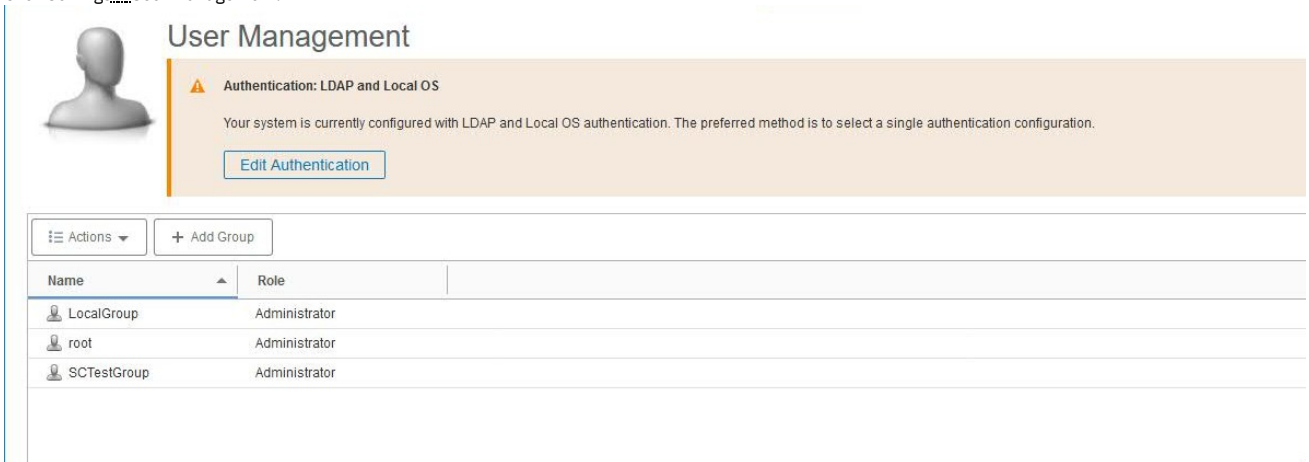 User Management
Authentication: LDAP and Local OS
Your system is currently configured with LDAP and Local OS authentication. The preferred method is to select a single authentication configuration.
Edit Authentication
Actions + Add Group
Name Role
LocalGroup Administrator
root Administrator
SCTestGroup Administrator